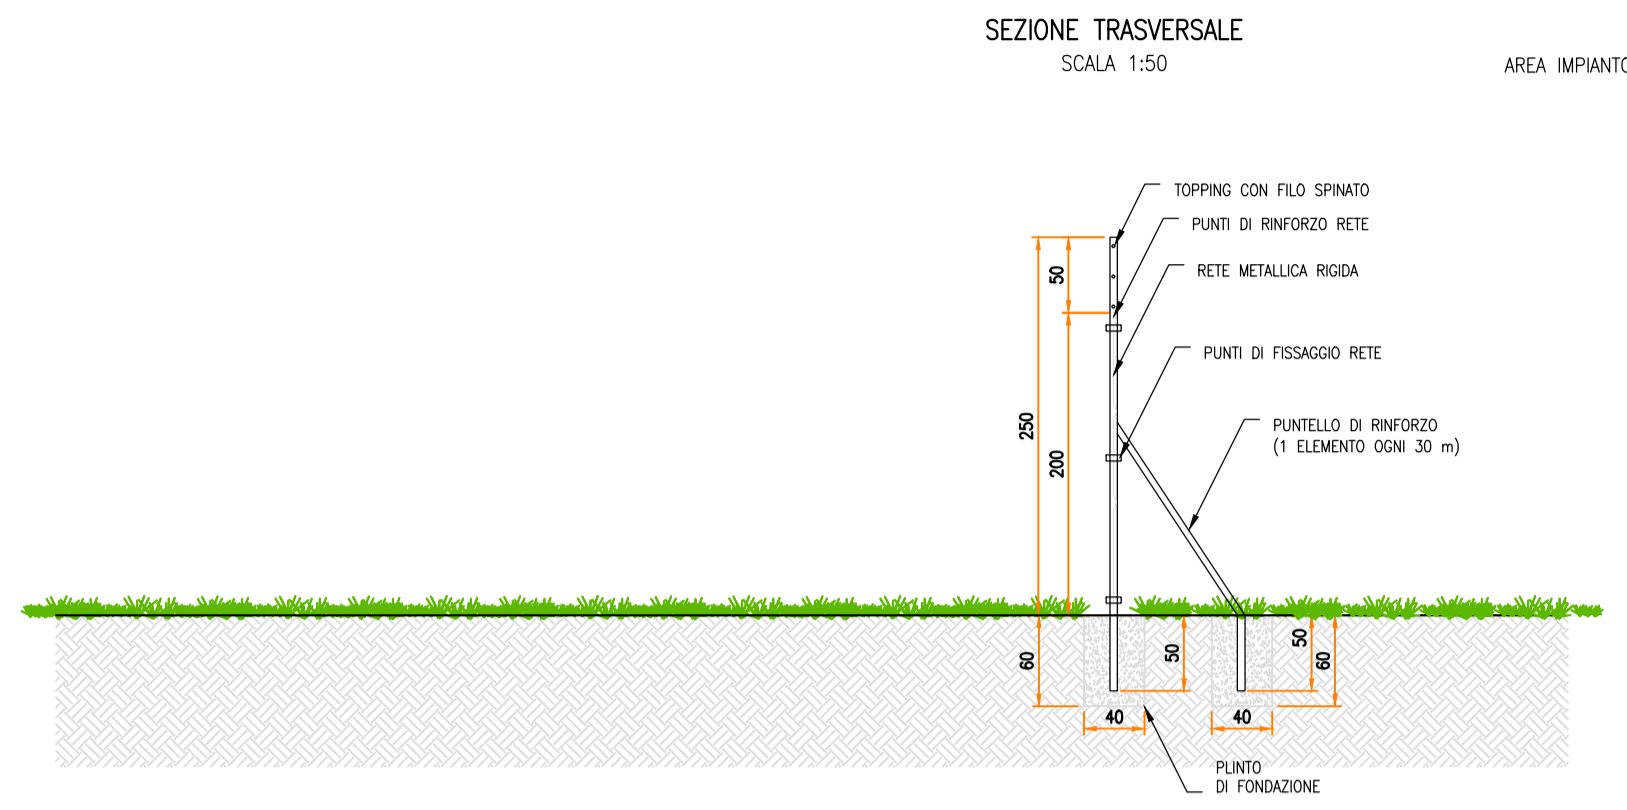 SEZIONE TRASVERSALE
SCALA 1:50
AREA IMPIANTO
TOPPING CON FILO SPINATO
PUNTI DI RINFORZO RETE
RETE METALLICA RIGIDA
PUNTI DI FISSAGGIO RETE
PUNTELLO DI RINFORZO
(1 ELEMENTO OGNI 30 m)
50
250
200
60
50
50
60
40
40
PLINTO
DI FONDAZIONE